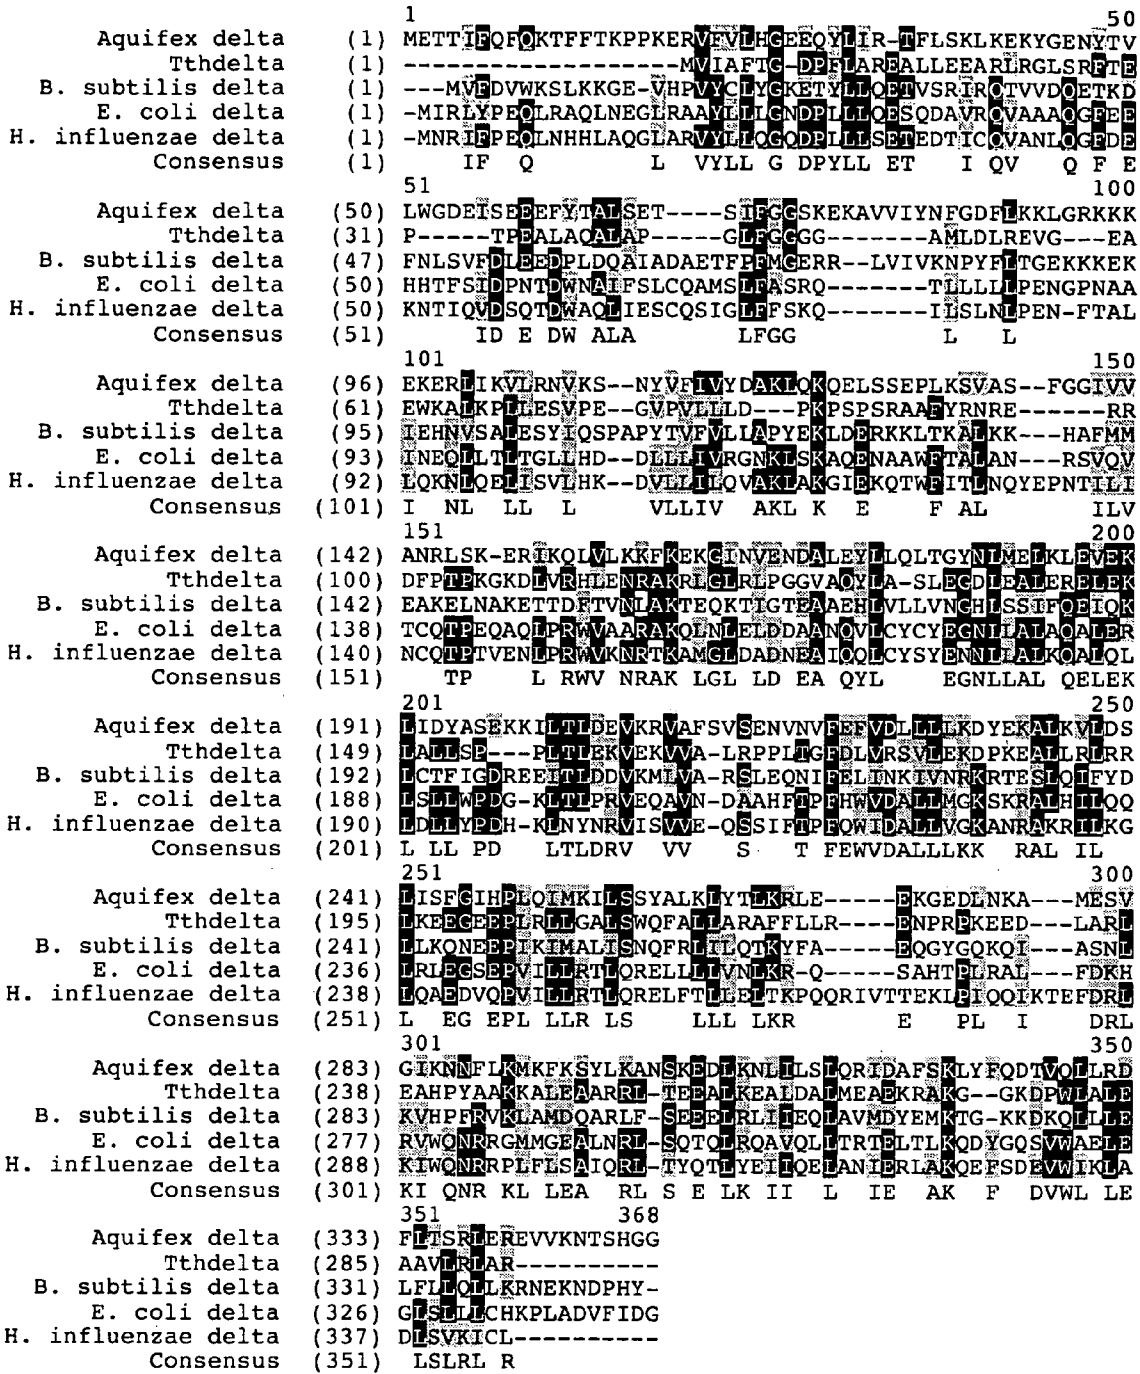 1 50
Aquifex delta (1) METTIFQFQKTFFTKPPKERVFVLHGEEQYLIR-TFLSKLKEKYGENYTV
Tthdelta (1) -------------------MVIAFTG-DPFLAREALLEEARLRGLSRFTE
B. subtilis delta (1) ---MVFDVWKSLKKGE-VHPVYCLYGKETYLLQETVSRIRQTVVDQETKD
E. coli delta (1) -MIRLYPEQLRAQLNEGLRAAYLLLGNDPLLLQESQDAVRQVAAAQGFEE
H. influenzae delta (1) -MNRIFPEQLNHHLAQGLARVYLLQGQDPLLLSETEDTICQVANLQGFDE
Consensus (1) IF Q L VYLL G DPYLL ET I QV Q F E
51 100
Aquifex delta (50) LWGDEISEEEFYTALSET----SIFGGSKEKAVVIYNFGDFLKKLGRKKK
Tthdelta (31) P-----TPEALAQALAP-----GLFGGGG-------AMLDLREVG---EA
B. subtilis delta (47) FNLSVFDLEEDPLDQAIADAETFPFMGERR--LVIVKNPYFLTGEKKKEK
E. coli delta (50) HHTFSIDPNTDWNAIFSLCQAMSLFASRQ-------TLLLLLPENGPNAA
H. influenzae delta (50) KNTIQVDSQTDWAQLIESCQSIGLFFSKQ-------ILSLNLPEN-FTAL
Consensus (51) ID E DW ALA LFGG L L
101 150
Aquifex delta (96) EKERLIKVLRNVKS--NYVFIVYDAKLQKQELSSEPLKSVAS--FGGIVV
Tthdelta (61) EWKALKPLLESVPE--GVPVLLLD---PKPSPSRAAFYRNRE------RR
B. subtilis delta (95) IEHNVSALESYIQSPAPYTVFVLLAPYEKLDERKKLTKALKK---HAFMM
E. coli delta (93) INEQLLTLTGLLHD--DLLLIVRGNKLSKAQENAAWFTALAN---RSVQV
H. influenzae delta (92) LQKNLQELISVLHK--DVLLILQVAKLAKGIEKQTWFITLNQYEPNTILI
Consensus (101) I NL LL L VLLIV AKL K E F AL ILV
151 200
Aquifex delta (142) ANRLSK-ERIKQLVLKKFKEKGINVENDALEYLLQLTGYNLMELKLEVEK
Tthdelta (100) DFPTPKGKDLVRHLENRAKRLGLRLPGGVAQYLA-SLEGDLEALERELEK
B. subtilis delta (142) EAKELNAKETTDFTVNLAKTEQKTIGTEAAEHLVLLVNGHLSSIFQEIQK
E. coli delta (138) TCQTPEQAQLPRWVAARAKQLNLELDDAANQVLCYCYEGNLLALAQALER
H. influenzae delta (140) NCQTPTVENLPRWVKNRTKAMGLDADNEAIQQLCYSYENNLLALKQALQL
Consensus (151) TP L RWV NRAK LGL LD EA QYL EGNLLAL QELEK
201 250
Aquifex delta (191) LIDYASEKKILTLDEVKRVAFSVSENVNVFEFVDLLLLKDYEKALKVLDS
Tthdelta (149) LALLSP---PLTLEKVEKVVA-LRPPLTGFDLVRSVLEKDPKEALLRLRR
B. subtilis delta (192) LCTFIGDREEITLDDVKMLVA-RSLEQNIFELINKIVNRKRTESLQIFYD
E. coli delta (188) LSLLWPDG-KLTLPRVEQAVN-DAAHFTPFHWVDALLMGKSKRALHILQQ
H. influenzae delta (190) LDLLYPDH-KLNYNRVISVVE-QSSIFTPFQWIDALLVGKANRAKRILKG
Consensus (201) L LL PD LTLDRV VV S T FEWVDALLLKK RAL IL
251 300
Aquifex delta (241) LISFGIHPLQIMKILSSYALKLYTLKRLE-----EKGEDLNKA---MESV
Tthdelta (195) LKEEGEEPLRLLGALSWQFALLARAFFLLR----ENPRPKEED---LARL
B. subtilis delta (241) LLKQNEEPIKIMALISNQFRLILQTKYFA-----EQGYGQKQI---ASNL
E. coli delta (236) LRLEGSEPVILLRTLQRELLLLVNLKR-Q-----SAHTPLRAL---FDKH
H. influenzae delta (238) LQAEDVQPVILLRTLQRELFTLLELTKPQQRIVTTEKLPIQQIKTEFDRL
Consensus (251) L EG EPL LLR LS LLL LKR E PL I DRL
301 350
Aquifex delta (283) GIKNNFLKMKFKSYLKANSKEDLKNLILSLQRIDAFSKLYFQDTVQLLRD
Tthdelta (238) EAHPYAAKKALEAARRL-TEEALKEALDALMEAEKRAKG--GKDPWLALE
B. subtilis delta (283) KVHPFRVKLAMDQARLF-SEEELRLIIEQLAVMDYEMKTG-KKDKQLLLE
E. coli delta (277) RVWQNRRGMMGEALNRL-SQTQLRQAVQLLTRTELTLKQDYGQSVWAELE
H. influenzae delta (288) KIWQNRRPLFLSAIQRL-TYQTLYEIIQELANIERLAKQEFSDEVWIKLA
Consensus (301) KI QNR KL LEA RL S E LK II L IE AK F DVWL LE
351 368
Aquifex delta (333) FLTSRLEREVVKNTSHGG
Tthdelta (285) AAVLRLAR----------
B. subtilis delta (331) LFLLQLLKRNEKNDPHY-
E. coli delta (326) GLSLLLCHKPLADVFIDG
H. influenzae delta (337) DLSVKICL----------
Consensus (351) LSLRL R